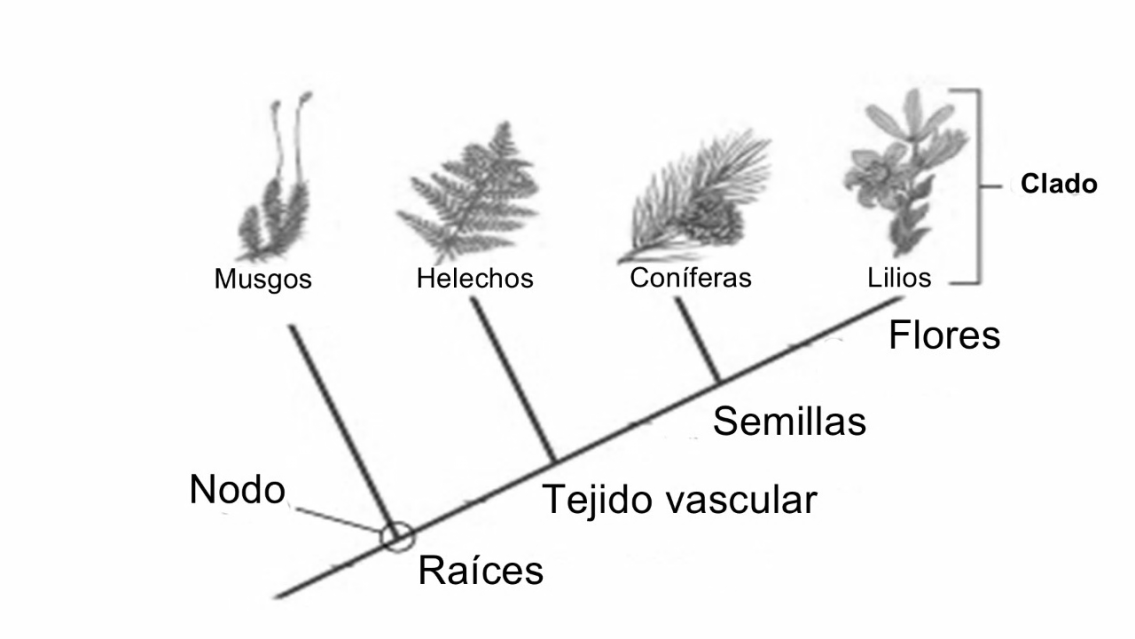 Clado
Musgos
Helechos
Coníferas
Lilios
Flores
Semillas
Nodo
Tejido vascular
Raíces